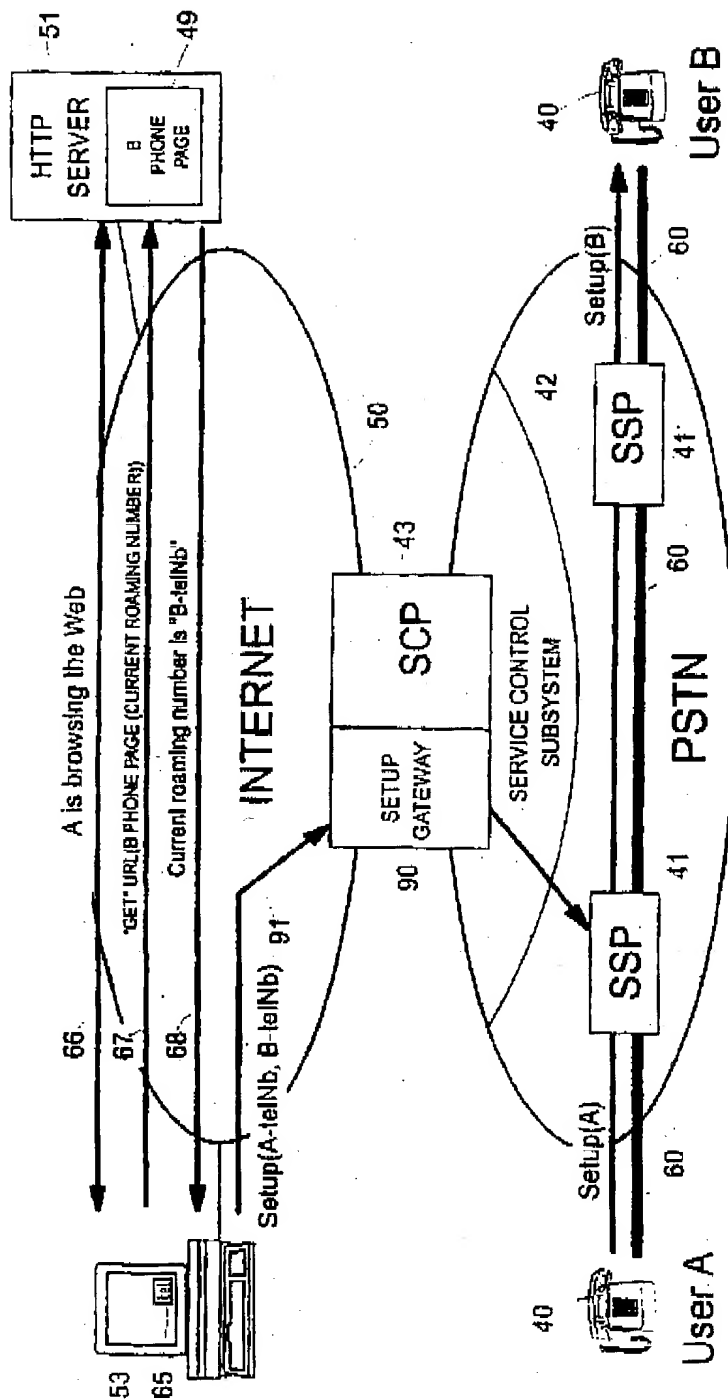 51
49
HTTP
SERVER
B
PHONE
PAGE
A is browsing the Web
66
"GET" URL(B PHONE PAGE (CURRENT ROAMING NUMBER))
67
Current roaming number is "B-telNb"
68
53
65
tel
INTERNET
50
Setup(A-telNb, B-telNb)
91
SETUP
GATEWAY
SCP
43
90
SERVICE CONTROL
SUBSYSTEM
42
40
User A
Setup(A)
60
SSP
41
60
SSP
41
Setup(B)
60
PSTN
40
User B